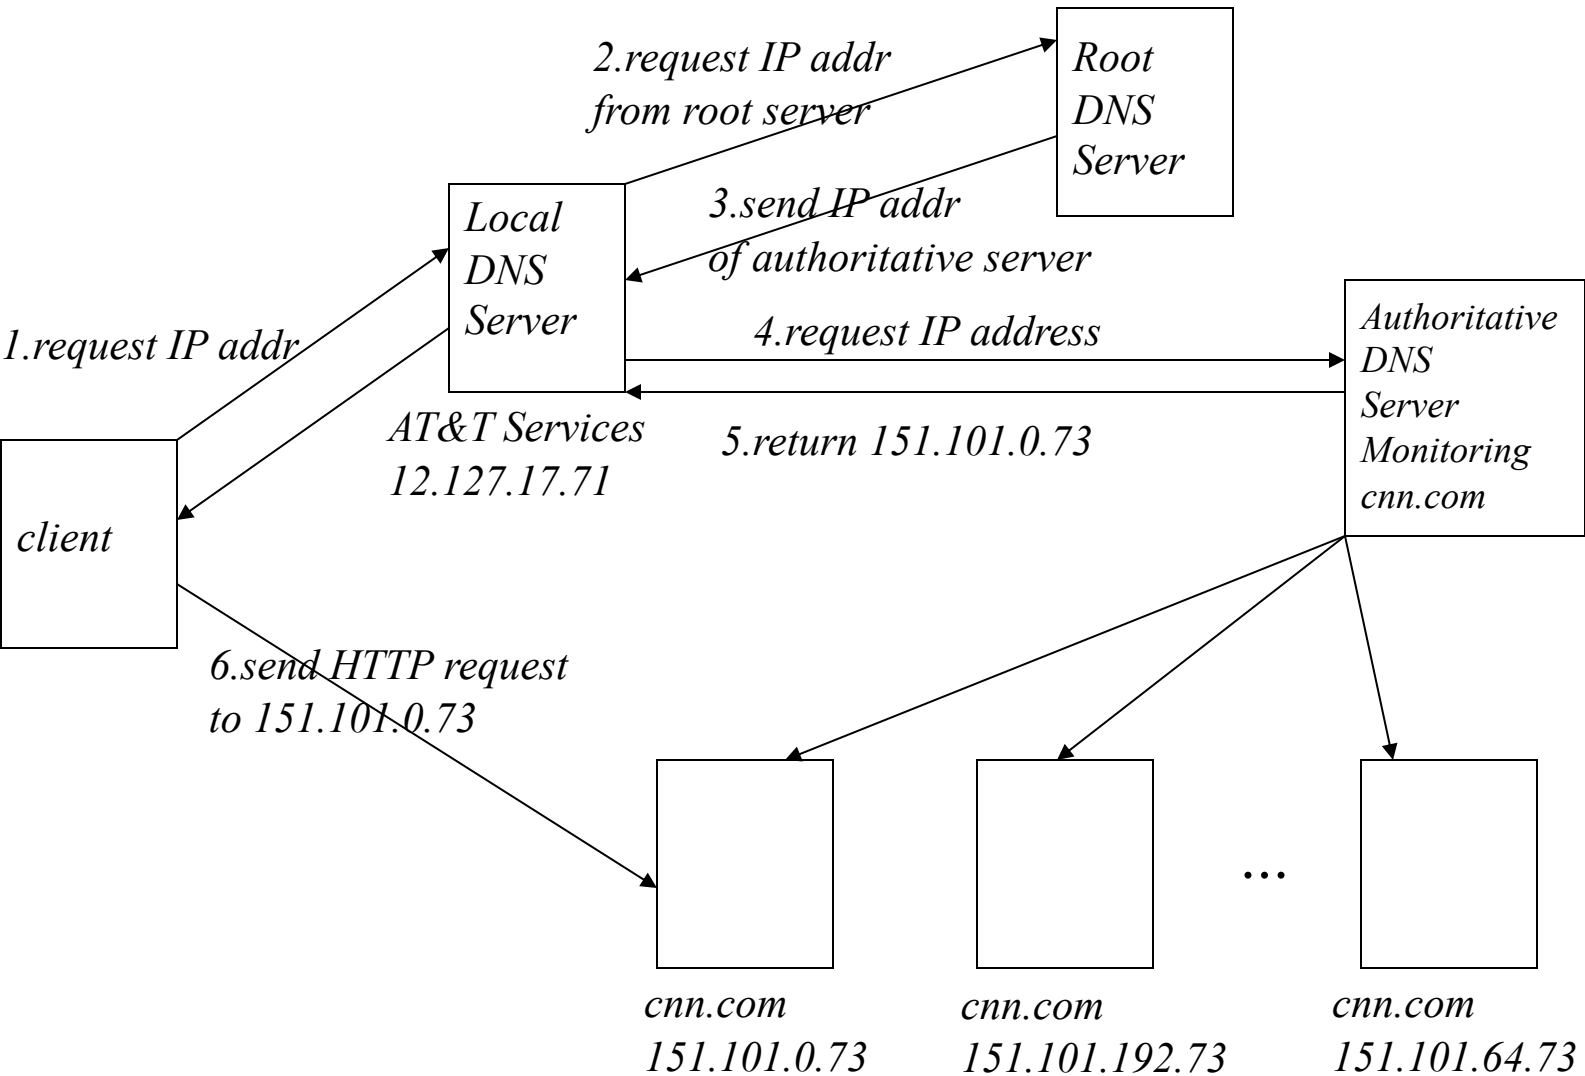 2.request IP addr
from root server
Root
DNS
Server
Local
DNS
Server
3.send IP addr
of authoritative server
1.request IP addr
4.request IP address
Authoritative
DNS
Server
Monitoring
cnn.com
AT&T Services
12.127.17.71
5.return 151.101.0.73
client
6.send HTTP request
to 151.101.0.73
...
cnn.com
151.101.0.73
cnn.com
151.101.192.73
cnn.com
151.101.64.73